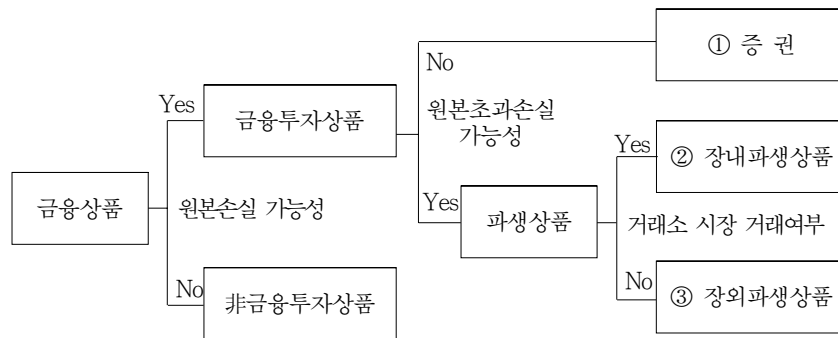 금융상품
원본손실 가능성
Yes
금융투자상품
No
非금융투자상품
원본초과손실
가능성
No
① 증 권
Yes
파생상품
거래소 시장 거래여부
Yes
② 장내파생상품
No
③ 장외파생상품